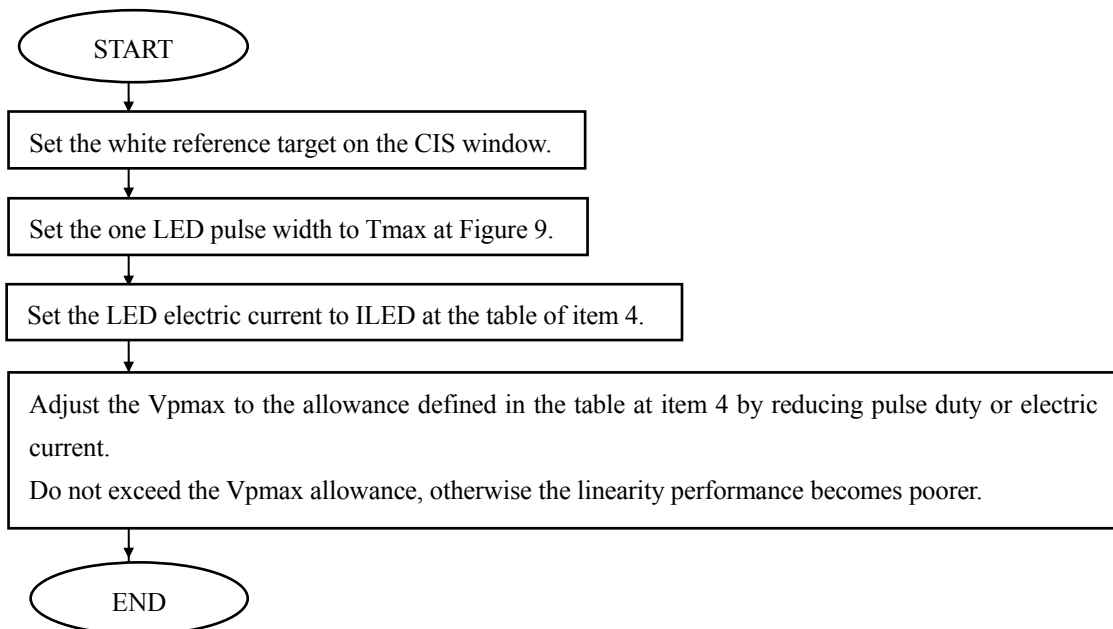 START
Set the white reference target on the CIS window.
Set the one LED pulse width to Tmax at Figure 9.
Set the LED electric current to ILED at the table of item 4.
Adjust the Vpmax to the allowance defined in the table at item 4 by reducing pulse duty or electric
current.
Do not exceed the Vpmax allowance, otherwise the linearity performance becomes poorer.
END